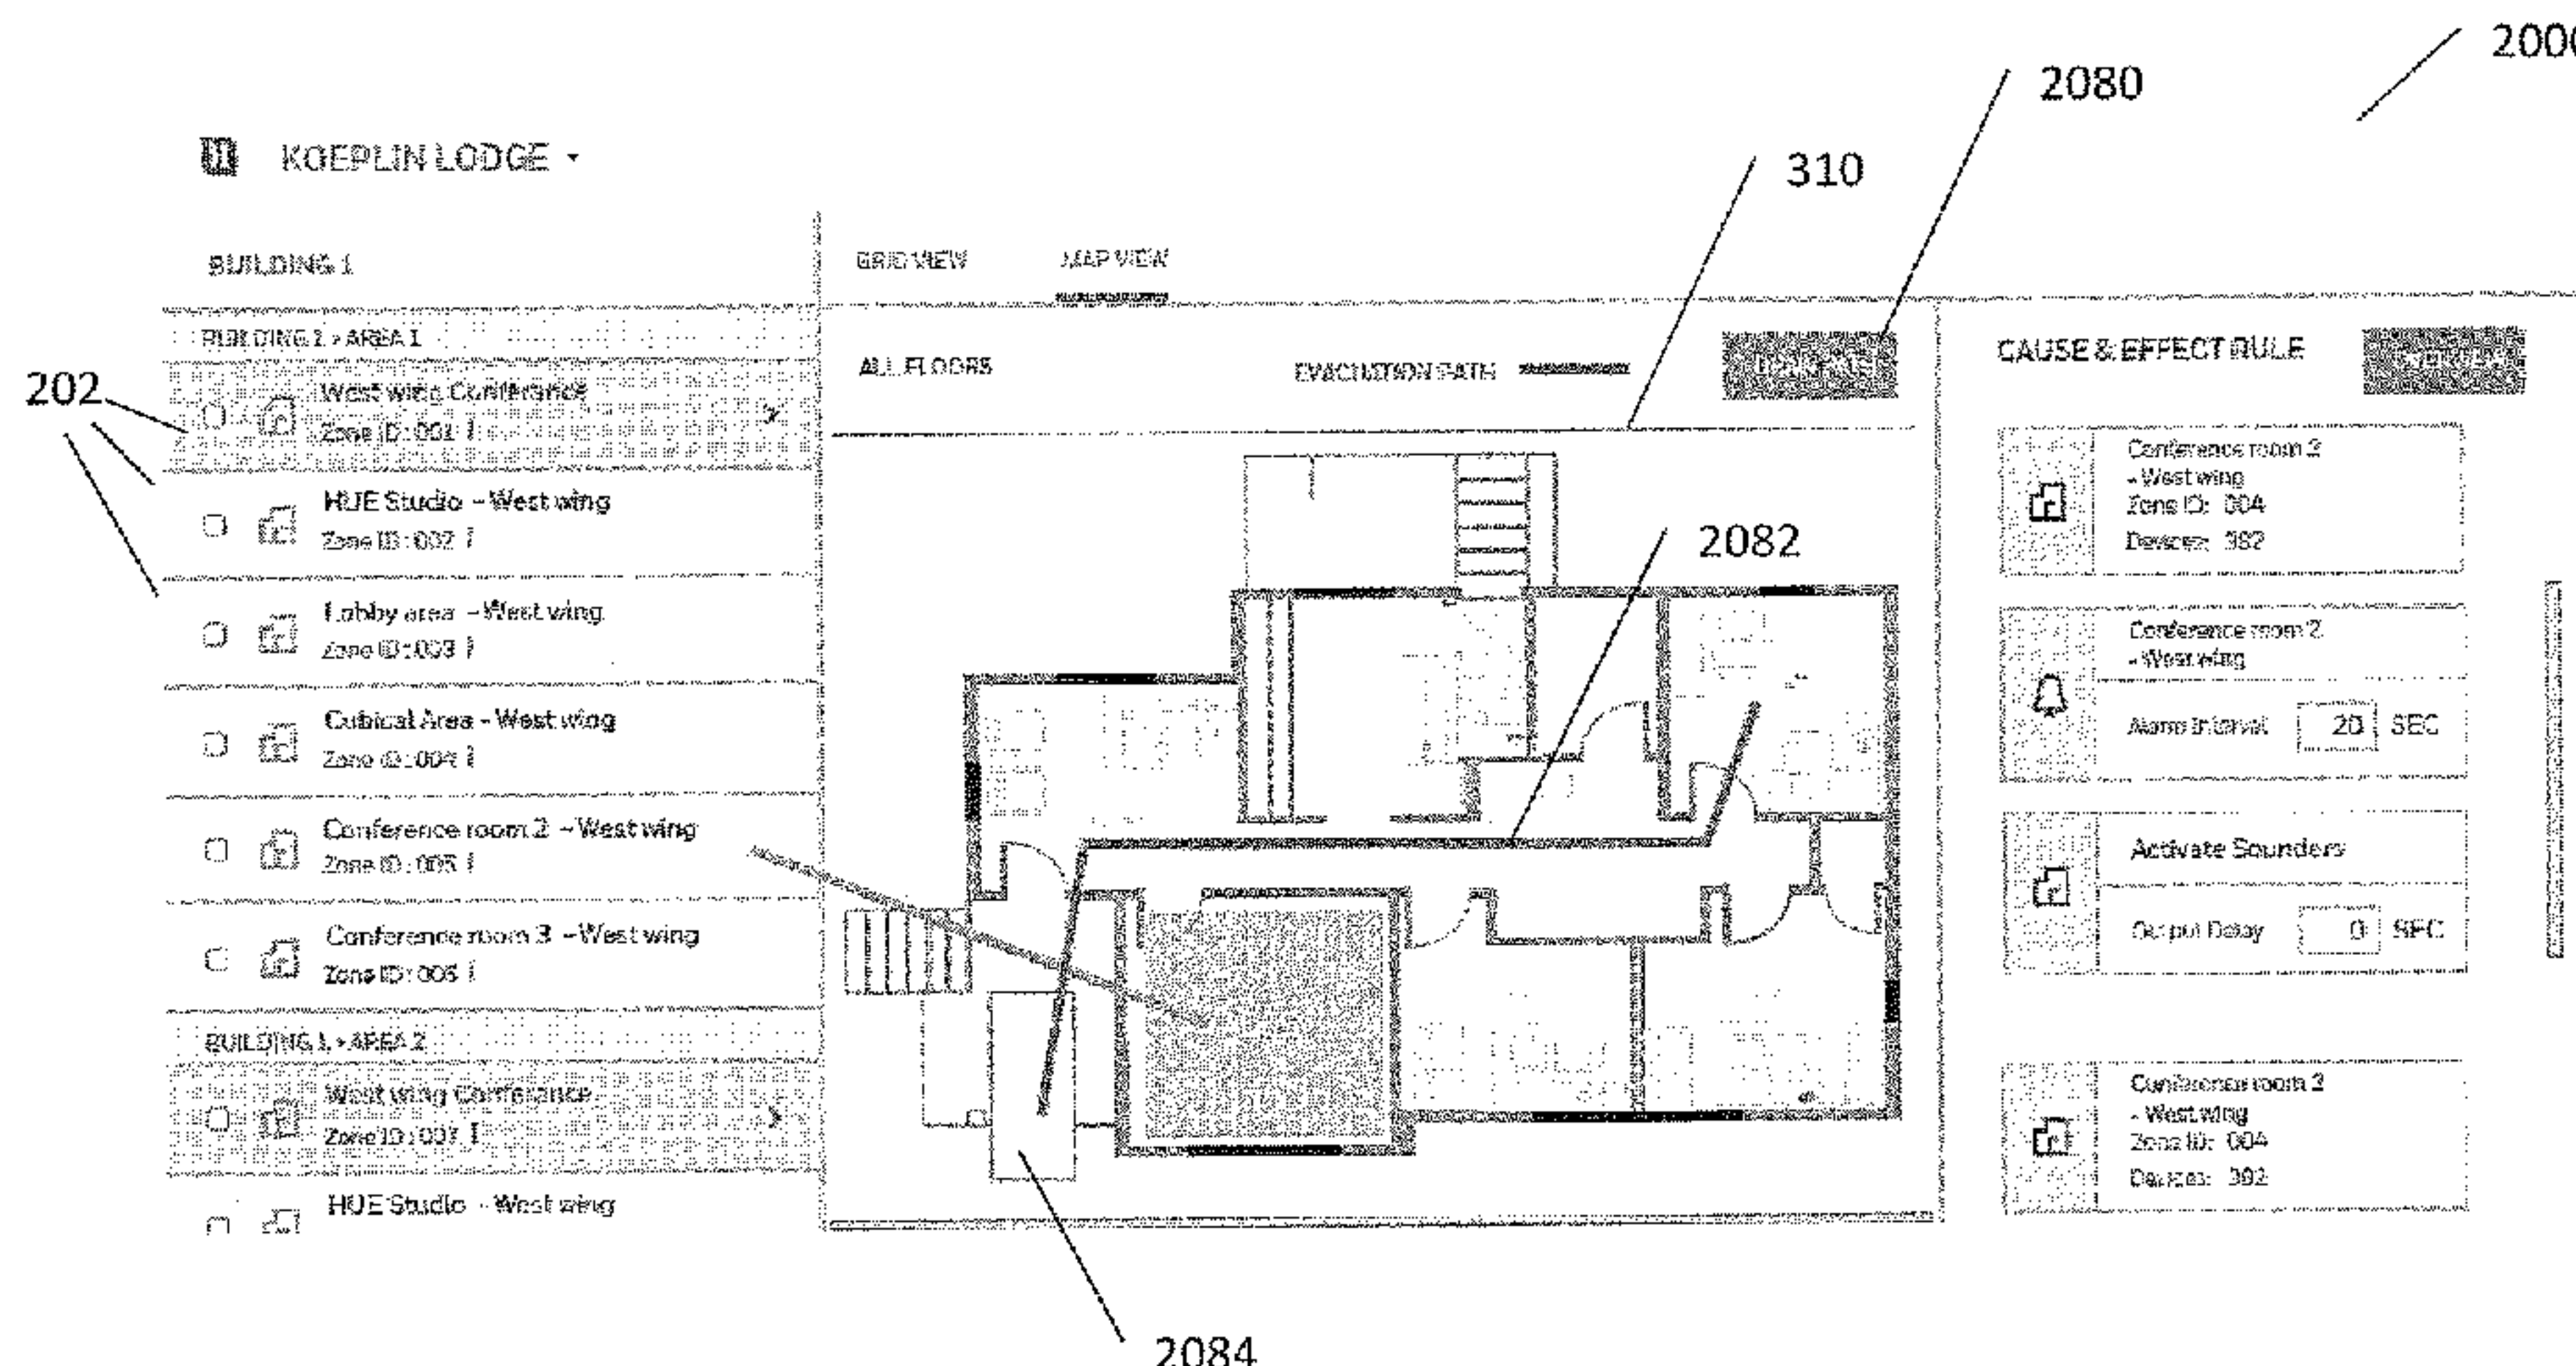 2000
2080
310
KOEPLIN LODGE
BUILDING 1
GRID VIEW
MAP VIEW
BUILDING 1 > AREA 1
ALL FLOORS
EVACUATION PATH
CAUSE & EFFECT RULE
202
West wing Conference
Zone ID : 001
HUE Studio - West wing
Zone ID : 002
Lobby area - West wing
Zone ID : 003
Cubical Area - West wing
Zone ID : 004
Conference room 2 - West wing
Zone ID : 005
Conference room 3 - West wing
Zone ID : 006
BUILDING 1 > AREA 2
West wing Conference
Zone ID : 007
HUE Studio - West wing
2082
2084
Conference room 2
- West wing
Zone ID: 004
Devices: 392
Conference room 2
- West wing
Alarm Interval 20 SEC
Activate Sounders
Output Delay 0 SEC
Conference room 2
- West wing
Zone ID: 004
Devices: 392